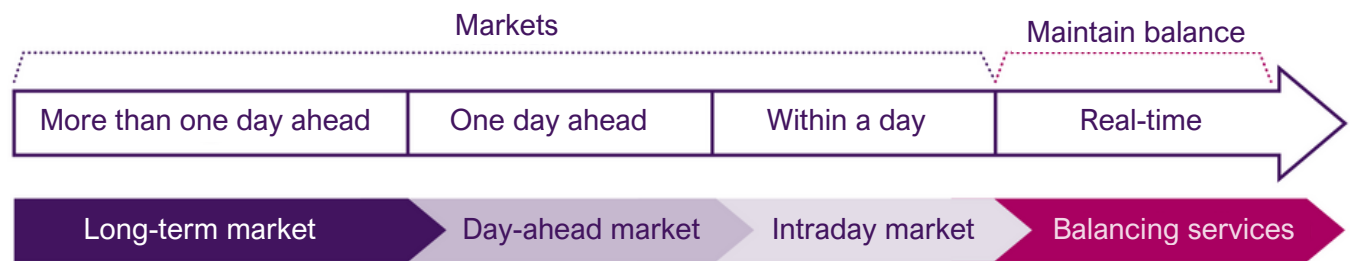 Markets
Maintain balance
More than one day ahead
One day ahead
Within a day
Real-time
Long-term market
Day-ahead market
Intraday market
Balancing services